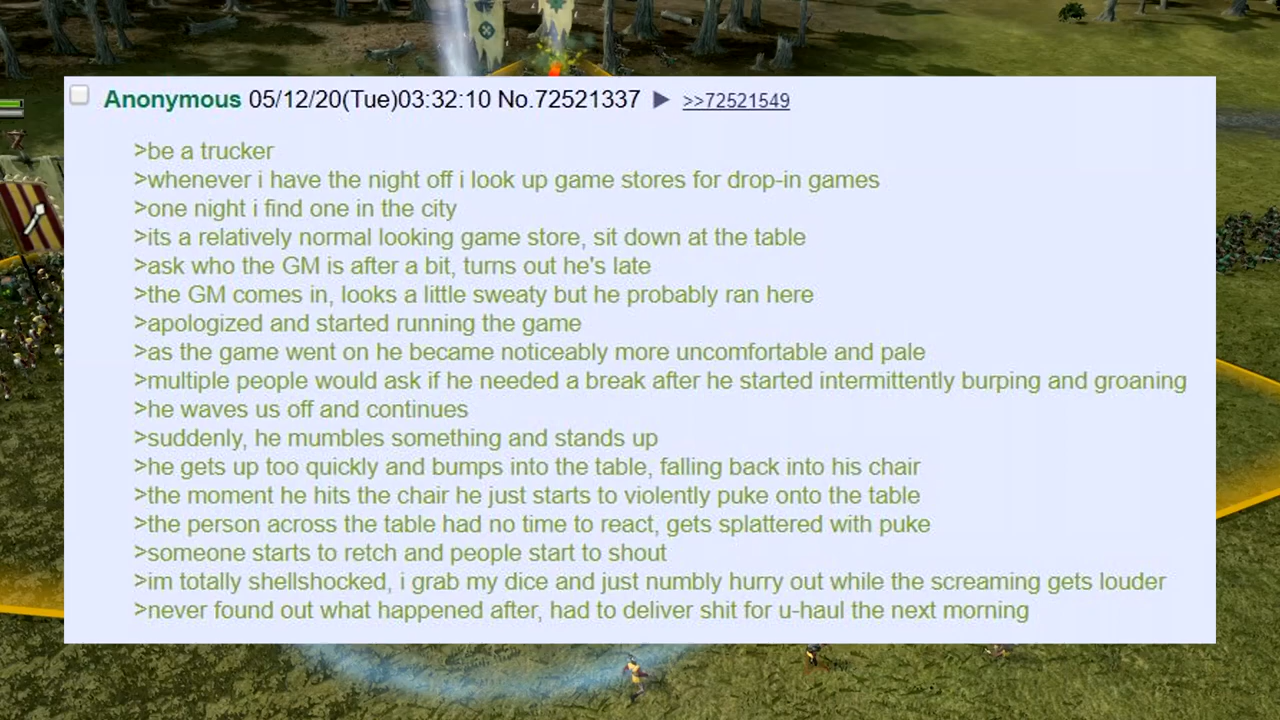 Anonymous 05/12/20(Tue)03:32:10 No.72521337 ▶ >>72521549
>be a trucker
>whenever i have the night off i look up game stores for drop-in games
>one night i find one in the city
>its a relatively normal looking game store, sit down at the table
>ask who the GM is after a bit, turns out he's late
>the GM comes in, looks a little sweaty but he probably ran here
>apologized and started running the game
>as the game went on he became noticeably more uncomfortable and pale
>multiple people would ask if he needed a break after he started intermittently burping and groaning
>he waves us off and continues
>suddenly, he mumbles something and stands up
>he gets up too quickly and bumps into the table, falling back into his chair
>the moment he hits the chair he just starts to violently puke onto the table
>the person across the table had no time to react, gets splattered with puke
>someone starts to retch and people start to shout
>im totally shellshocked, i grab my dice and just numbly hurry out while the screaming gets louder
>never found out what happened after, had to deliver shit for u-haul the next morning